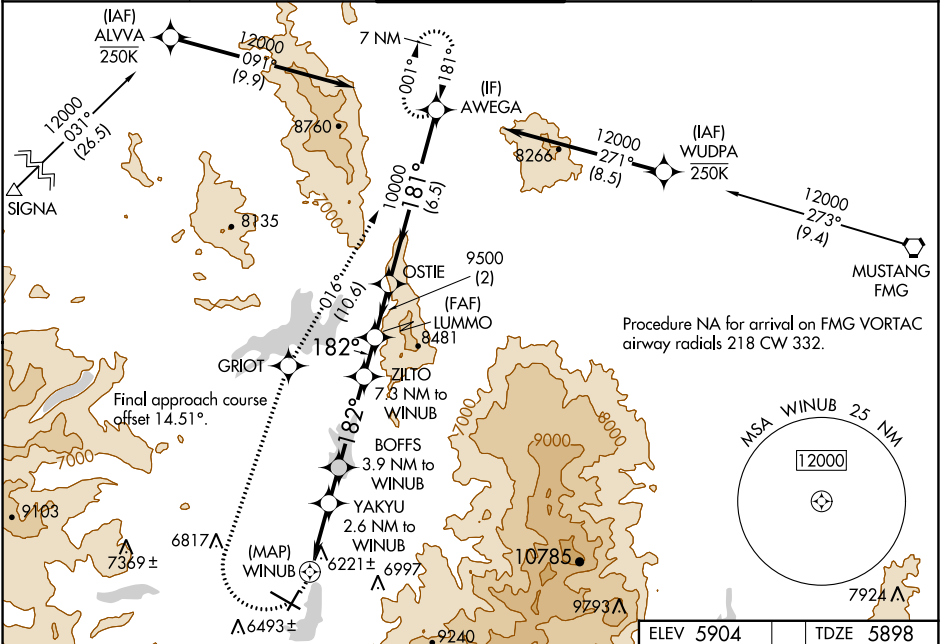 (IAF)
ALVVA
250K
12000
091°
(9.9)
7 NM
001°
181°
(IF)
AWEGA
12000
031°
(26.5)
SIGNA
8760
8266
12000
271°
(8.5)
(IAF)
WUDPA
250K
12000
273°
(9.4)
MUSTANG
FMG
10000
181°
(6.5)
8135
7000
016°
(10.6)
OSTIE
9500
(2)
(FAF)
LUMMO
8481
182°
GRIOT
ZILTO
7.3 NM to
WINUB
Procedure NA for arrival on FMG VORTAC
airway radials 218 CW 332.
Final approach course
offset 14.51°.
182°
BOFFS
3.9 NM to
WINUB
YAKYU
2.6 NM to
WINUB
7000
9103
7369±
6817
(MAP)
WINUB
6221±
6997
6493±
7000
8000
9000
10785
9793
9240
7924
MSA WINUB 25 NM
12000
ELEV 5904
TDZE 5898